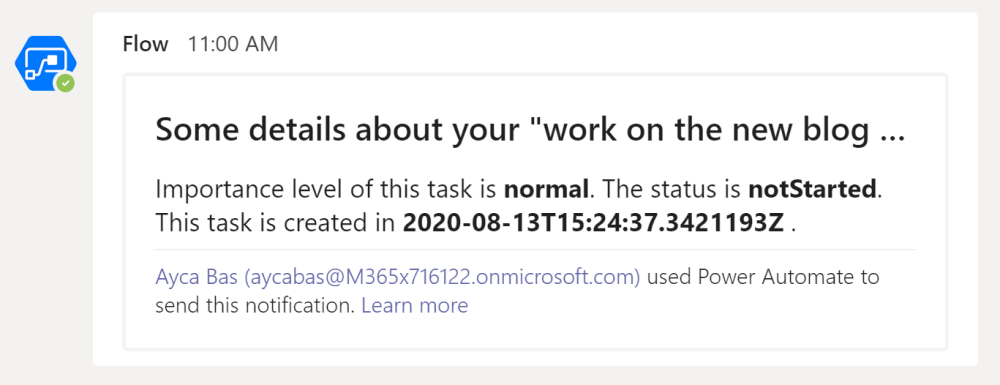 Flow 11:00 AM
Some details about your "work on the new blog ...
Importance level of this task is normal. The status is notStarted.
This task is created in 2020-08-13T15:24:37.3421193Z .
Ayca Bas (aycabas@M365x716122.onmicrosoft.com) used Power Automate to
send this notification. Learn more